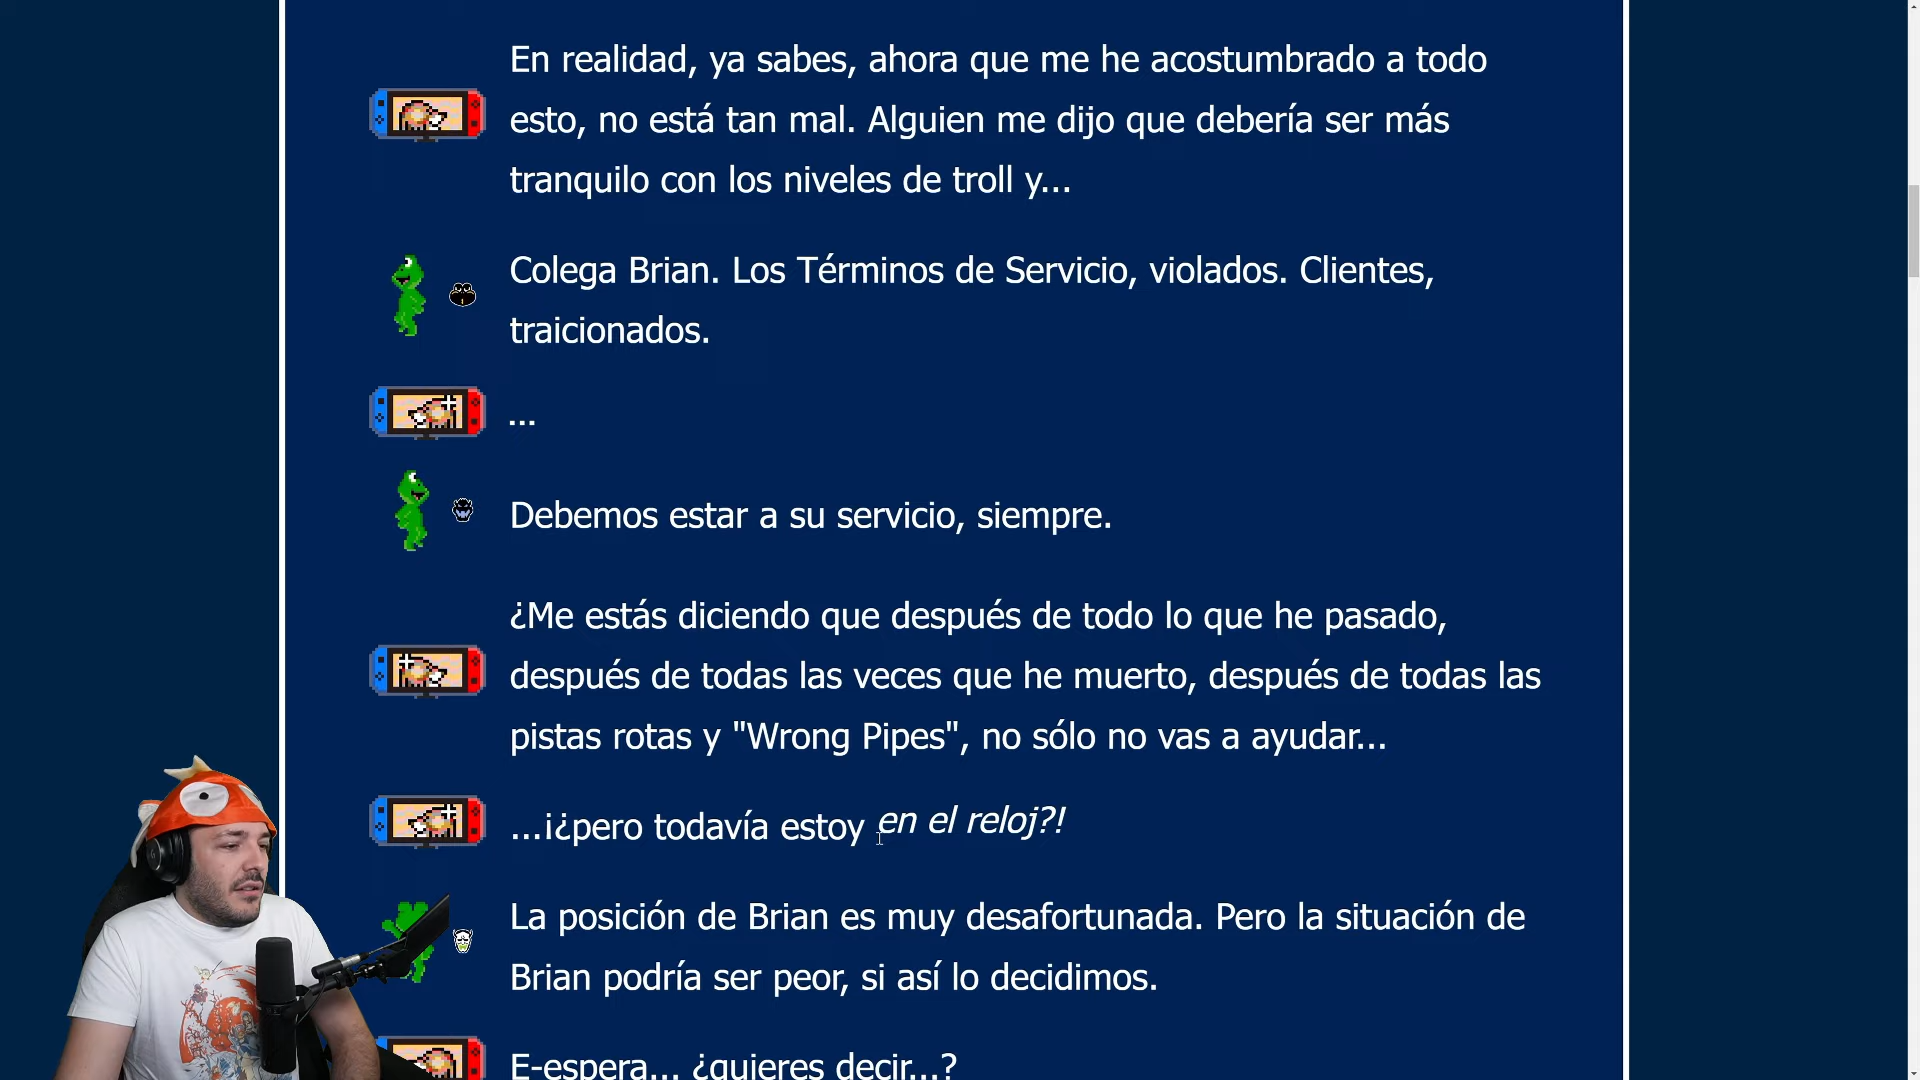 En realidad, ya sabes, ahora que me he acostumbrado a todo
esto, no está tan mal. Alguien me dijo que debería ser más
tranquilo con los niveles de troll y...
Colega Brian. Los Términos de Servicio, violados. Clientes,
traicionados.
...
Debemos estar a su servicio, siempre.
¿Me estás diciendo que después de todo lo que he pasado,
después de todas las veces que he muerto, después de todas las
pistas rotas y "Wrong Pipes", no sólo no vas a ayudar...
...¡¿pero todavía estoy en el reloj?!
La posición de Brian es muy desafortunada. Pero la situación de
Brian podría ser peor, si así lo decidimos.
E-espera... ¿quieres decir...?